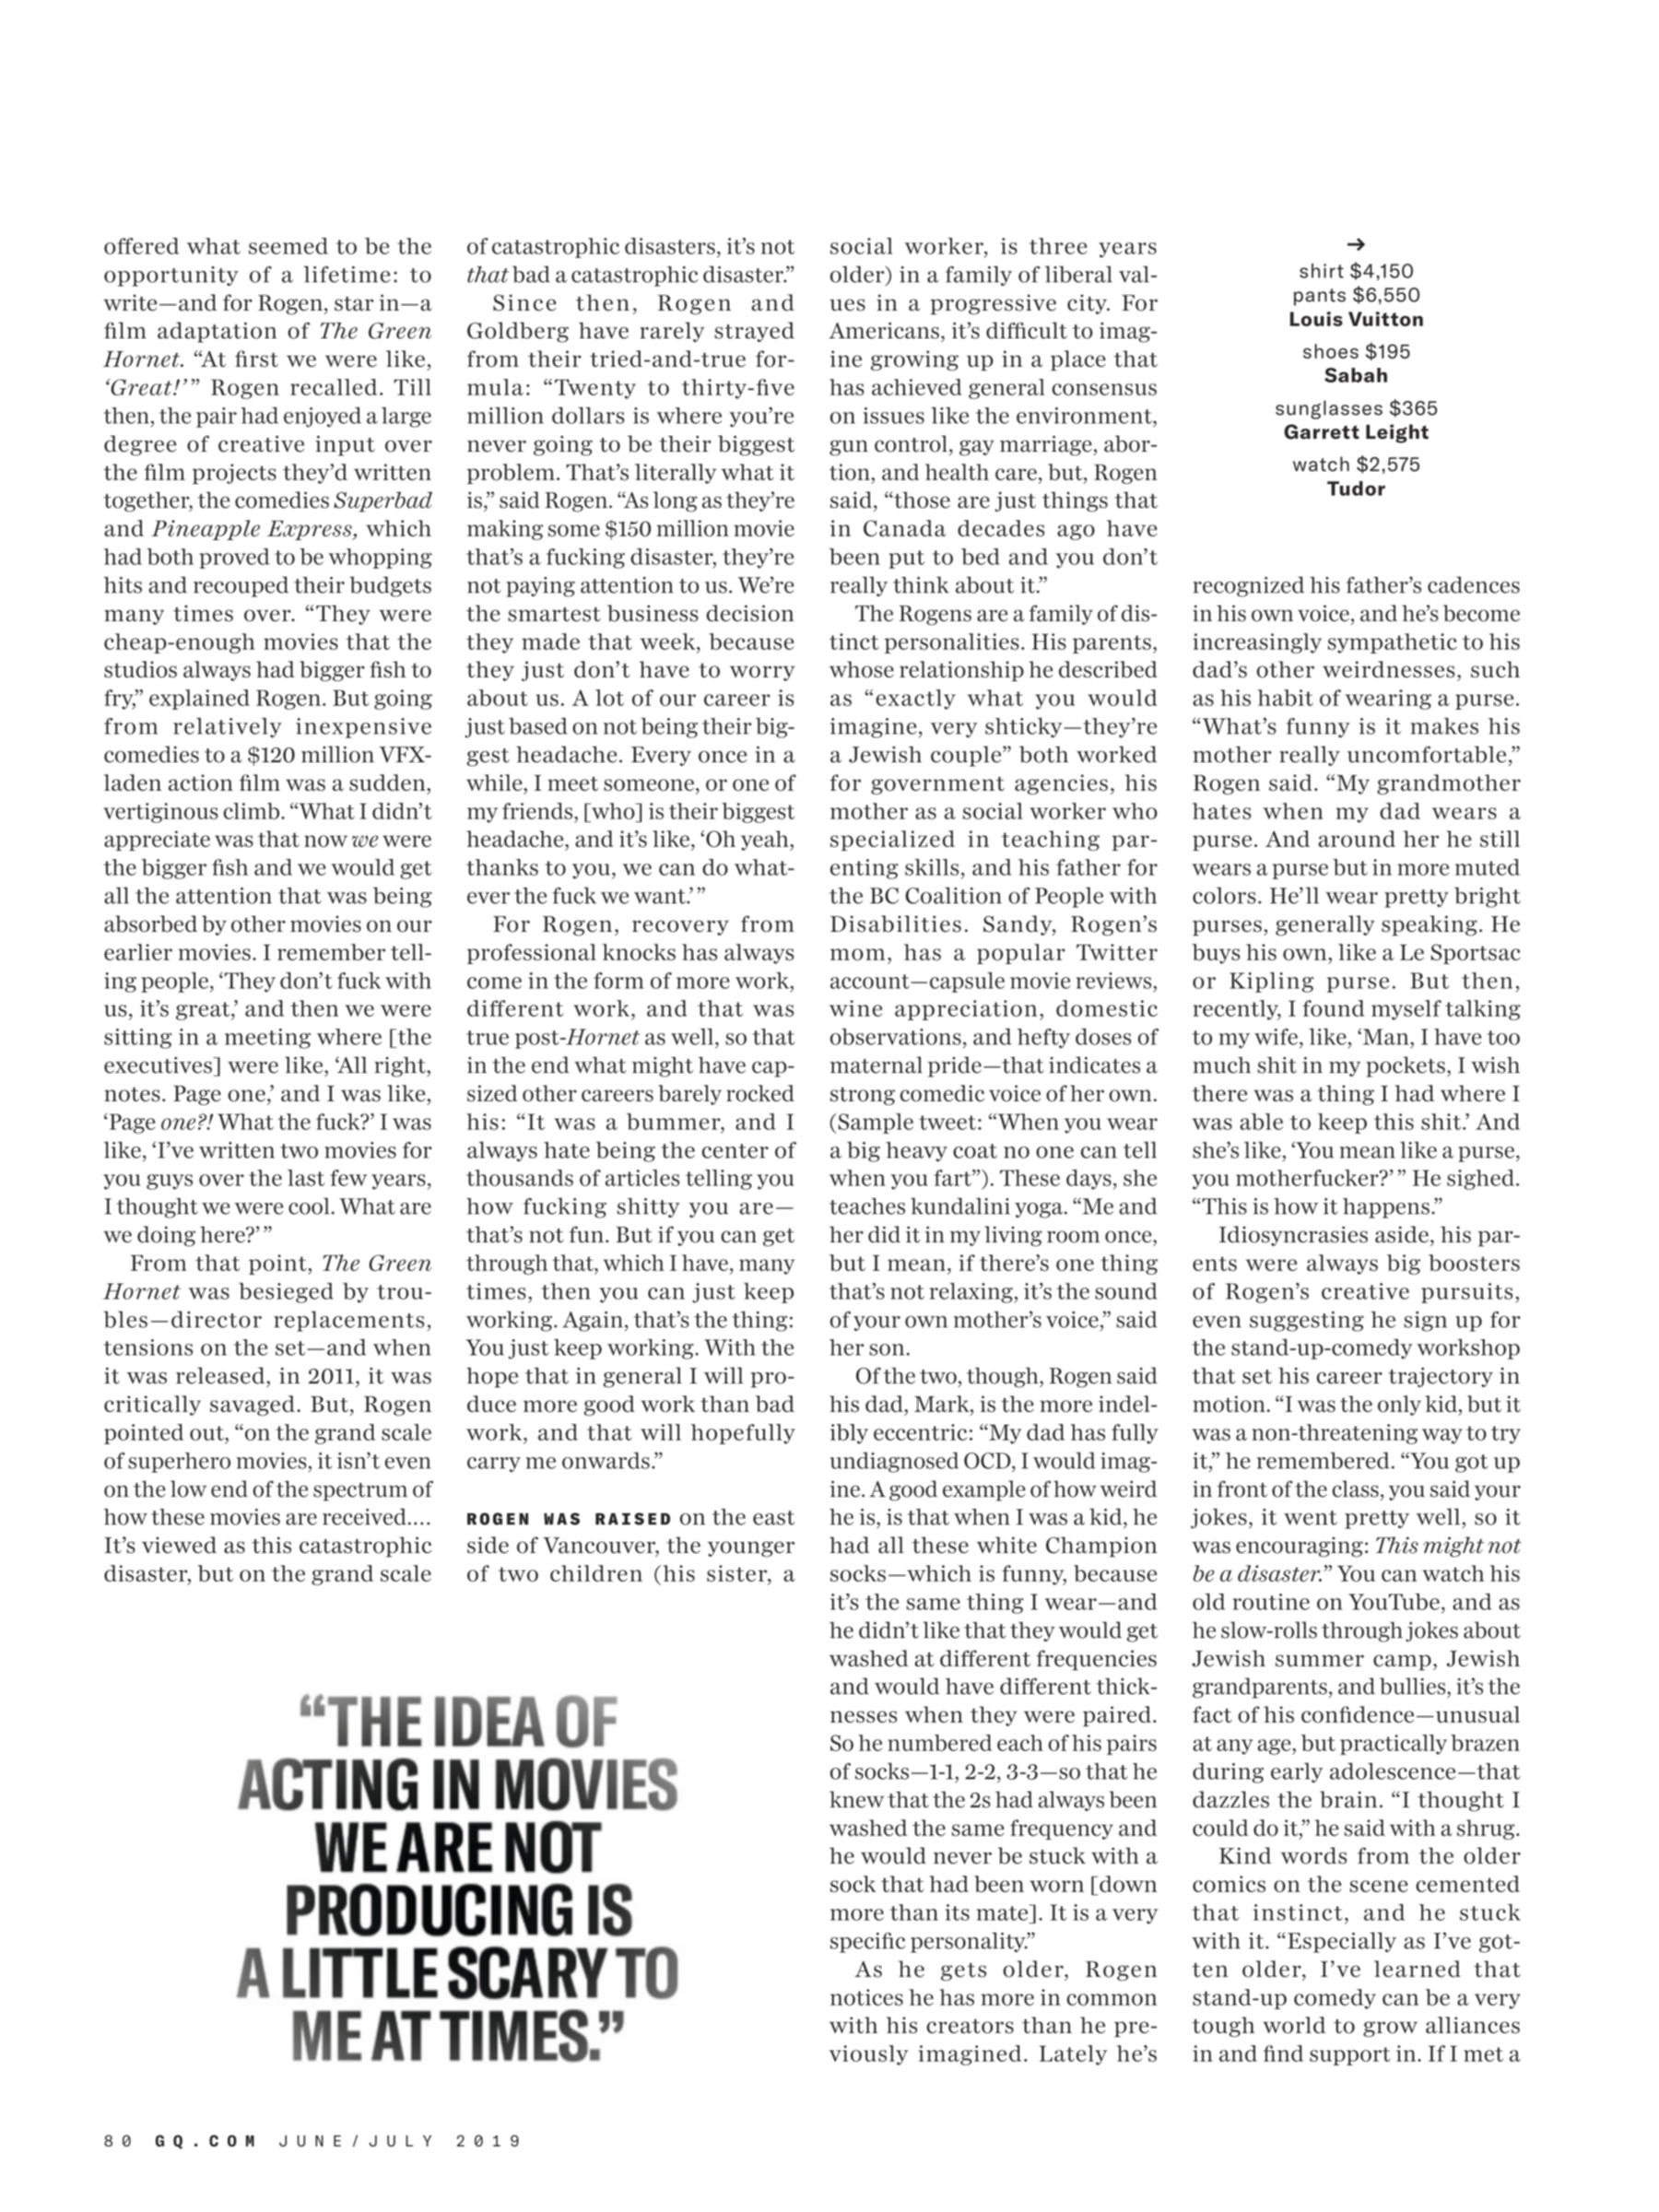 offered what seemed to be the
opportunity of a lifetime: to
write—and for Rogen, star in—a
film adaptation of The Green
Hornet. “At first we were like,
‘Great!’” Rogen recalled. Till
then, the pair had enjoyed a large
degree of creative input over
the film projects they’d written
together, the comedies Superbad
and Pineapple Express, which
had both proved to be whopping
hits and recouped their budgets
many times over. “They were
cheap-enough movies that the
studios always had bigger fish to
fry,” explained Rogen. But going
from relatively inexpensive
comedies to a $120 million VFX-
laden action film was a sudden,
vertiginous climb. “What I didn’t
appreciate was that now we were
the bigger fish and we would get
all the attention that was being
absorbed by other movies on our
earlier movies. I remember tell-
ing people, ‘They don’t fuck with
us, it’s great,’ and then we were
sitting in a meeting where [the
executives] were like, ‘All right,
notes. Page one,’ and I was like,
‘Page one?! What the fuck?’ I was
like, ‘I’ve written two movies for
you guys over the last few years,
I thought we were cool. What are
we doing here?’”
From that point, The Green
Hornet was besieged by trou-
bles—director replacements,
tensions on the set—and when
it was released, in 2011, it was
critically savaged. But, Rogen
pointed out, “on the grand scale
of superhero movies, it isn’t even
on the low end of the spectrum of
how these movies are received....
It’s viewed as this catastrophic
disaster, but on the grand scale
of catastrophic disasters, it’s not
that bad a catastrophic disaster.”
Since then, Rogen and
Goldberg have rarely strayed
from their tried-and-true for-
mula: “Twenty to thirty-five
million dollars is where you’re
never going to be their biggest
problem. That’s literally what it
is,” said Rogen. “As long as they’re
making some $150 million movie
that’s a fucking disaster, they’re
not paying attention to us. We’re
the smartest business decision
they made that week, because
they just don’t have to worry
about us. A lot of our career is
just based on not being their big-
gest headache. Every once in a
while, I meet someone, or one of
my friends, [who] is their biggest
headache, and it’s like, ‘Oh yeah,
thanks to you, we can do what-
ever the fuck we want.’”
For Rogen, recovery from
professional knocks has always
come in the form of more work,
different work, and that was
true post-Hornet as well, so that
in the end what might have cap-
sized other careers barely rocked
his: “It was a bummer, and I
always hate being the center of
thousands of articles telling you
how fucking shitty you are—
that’s not fun. But if you can get
through that, which I have, many
times, then you can just keep
working. Again, that’s the thing:
You just keep working. With the
hope that in general I will pro-
duce more good work than bad
work, and that will hopefully
carry me onwards.”
ROGEN WAS RAISED on the east
side of Vancouver, the younger
of two children (his sister, a
social worker, is three years
older) in a family of liberal val-
ues in a progressive city. For
Americans, it’s difficult to imag-
ine growing up in a place that
has achieved general consensus
on issues like the environment,
gun control, gay marriage, abor-
tion, and health care, but, Rogen
said, “those are just things that
in Canada decades ago have
been put to bed and you don’t
really think about it.”
The Rogens are a family of dis-
tinct personalities. His parents,
whose relationship he described
as “exactly what you would
imagine, very shticky—they’re
a Jewish couple” both worked
for government agencies, his
mother as a social worker who
specialized in teaching par-
enting skills, and his father for
the BC Coalition of People with
Disabilities. Sandy, Rogen’s
mom, has a popular Twitter
account—capsule movie reviews,
wine appreciation, domestic
observations, and hefty doses of
maternal pride—that indicates a
strong comedic voice of her own.
(Sample tweet: “When you wear
a big heavy coat no one can tell
when you fart”). These days, she
teaches kundalini yoga. “Me and
her did it in my living room once,
but I mean, if there’s one thing
that’s not relaxing, it’s the sound
of your own mother’s voice,” said
her son.
Of the two, though, Rogen said
his dad, Mark, is the more indel-
ibly eccentric: “My dad has fully
undiagnosed OCD, I would imag-
ine. A good example of how weird
he is, is that when I was a kid, he
had all these white Champion
socks—which is funny, because
it’s the same thing I wear—and
he didn’t like that they would get
washed at different frequencies
and would have different thick-
nesses when they were paired.
So he numbered each of his pairs
of socks—1-1, 2-2, 3-3—so that he
knew that the 2s had always been
washed the same frequency and
he would never be stuck with a
sock that had been worn [down
more than its mate]. It is a very
specific personality.”
As he gets older, Rogen
notices he has more in common
with his creators than he pre-
viously imagined. Lately he’s
→
shirt $4,150
pants $6,550
Louis Vuitton
shoes $195
Sabah
sunglasses $365
Garrett Leight
watch $2,575
Tudor
recognized his father’s cadences
in his own voice, and he’s become
increasingly sympathetic to his
dad’s other weirdnesses, such
as his habit of wearing a purse.
“What’s funny is it makes his
mother really uncomfortable,”
Rogen said. “My grandmother
hates when my dad wears a
purse. And around her he still
wears a purse but in more muted
colors. He’ll wear pretty bright
purses, generally speaking. He
buys his own, like a Le Sportsac
or Kipling purse. But then,
recently, I found myself talking
to my wife, like, ‘Man, I have too
much shit in my pockets, I wish
there was a thing I had where I
was able to keep this shit.’ And
she’s like, ‘You mean like a purse,
you motherfucker?’” He sighed.
“This is how it happens.”
Idiosyncrasies aside, his par-
ents were always big boosters
of Rogen’s creative pursuits,
even suggesting he sign up for
the stand-up-comedy workshop
that set his career trajectory in
motion. “I was the only kid, but it
was a non-threatening way to try
it,” he remembered. “You got up
in front of the class, you said your
jokes, it went pretty well, so it
was encouraging: This might not
be a disaster.” You can watch his
old routine on YouTube, and as
he slow-rolls through jokes about
Jewish summer camp, Jewish
grandparents, and bullies, it’s the
fact of his confidence—unusual
at any age, but practically brazen
during early adolescence—that
dazzles the brain. “I thought I
could do it,” he said with a shrug.
Kind words from the older
comics on the scene cemented
that instinct, and he stuck
with it. “Especially as I’ve got-
ten older, I’ve learned that
stand-up comedy can be a very
tough world to grow alliances
in and find support in. If I met a
“THE IDEA OF
ACTING IN MOVIES
WE ARE NOT
PRODUCING IS
A LITTLE SCARY TO
ME AT TIMES.”
80 GQ.COM JUNE/JULY 2019